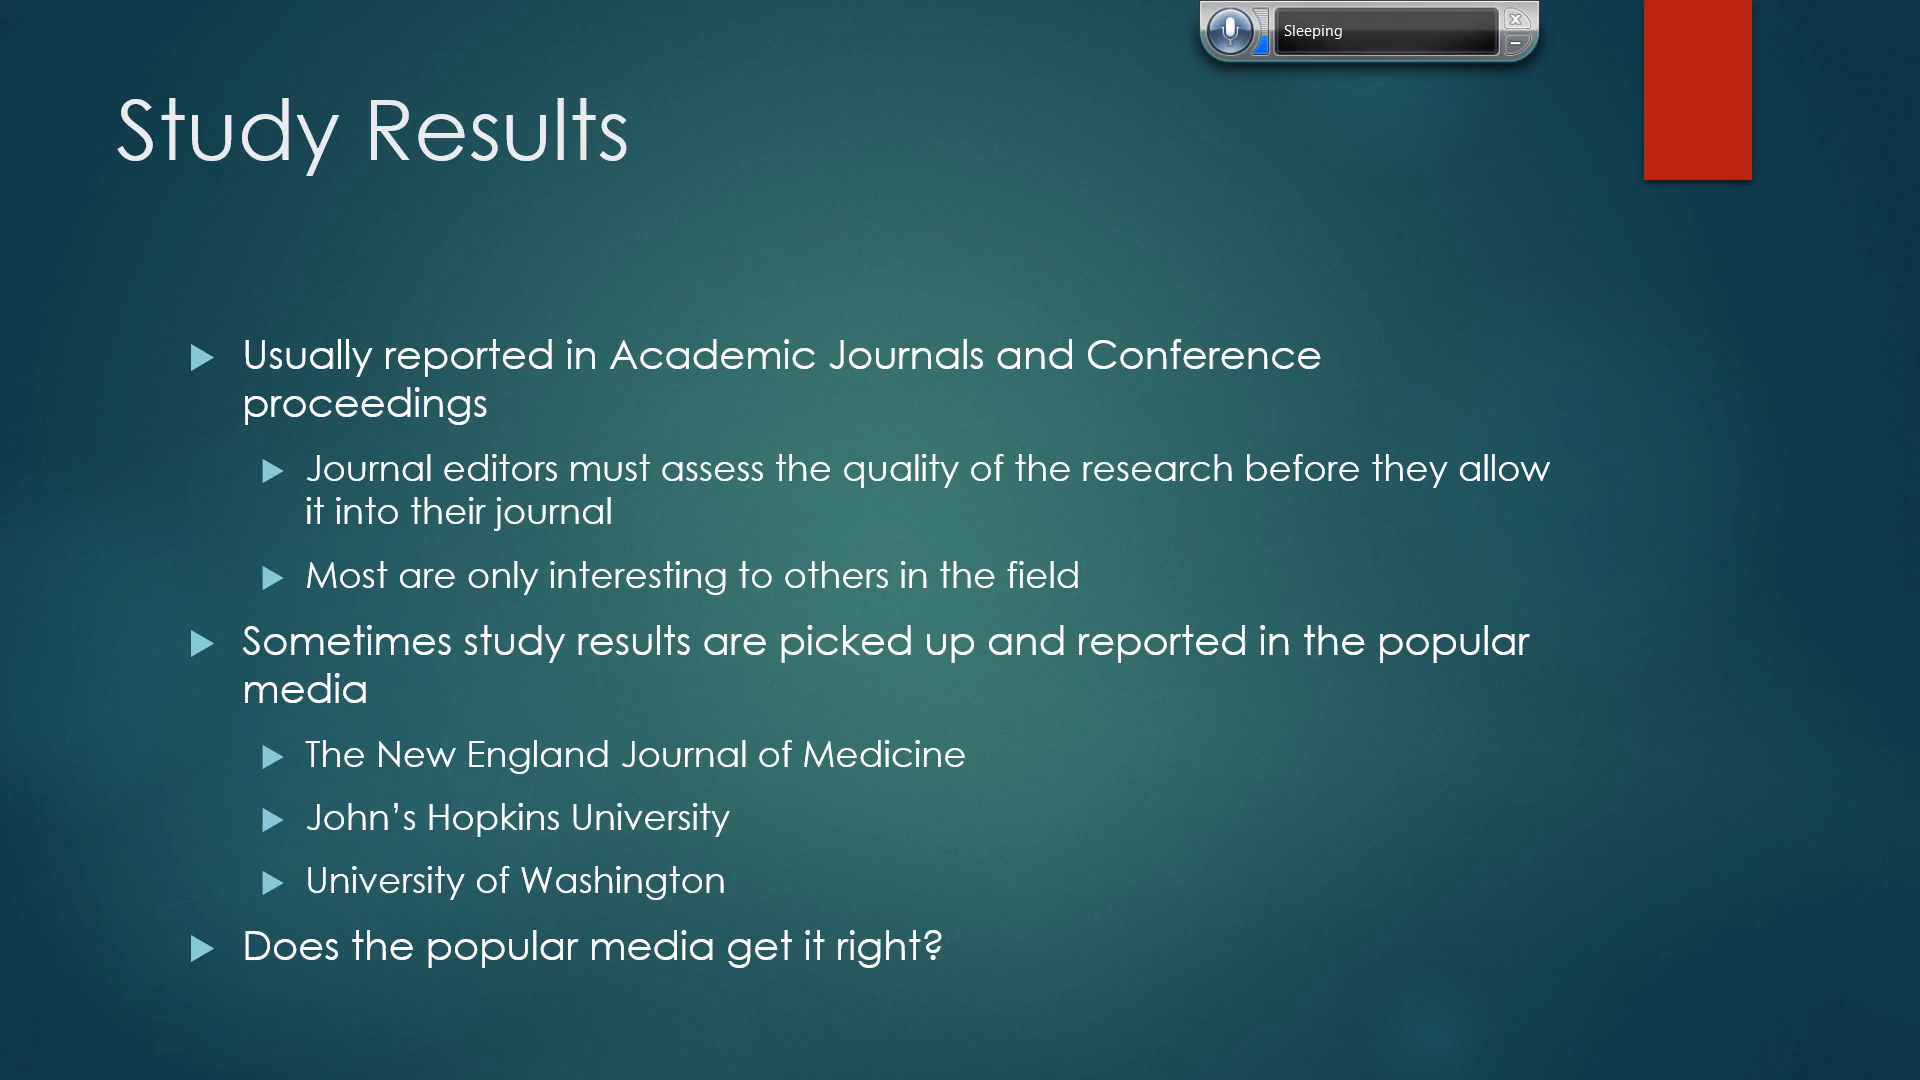 Sleeping
Study Results
Usually reported in Academic Journals and Conference
proceedings
Journal editors must assess the quality of the research before they allow
it into their journal
Most are only interesting to others in the field
Sometimes study results are picked up and reported in the popular
media
The New England Journal of Medicine
John’s Hopkins University
University of Washington
Does the popular media get it right?